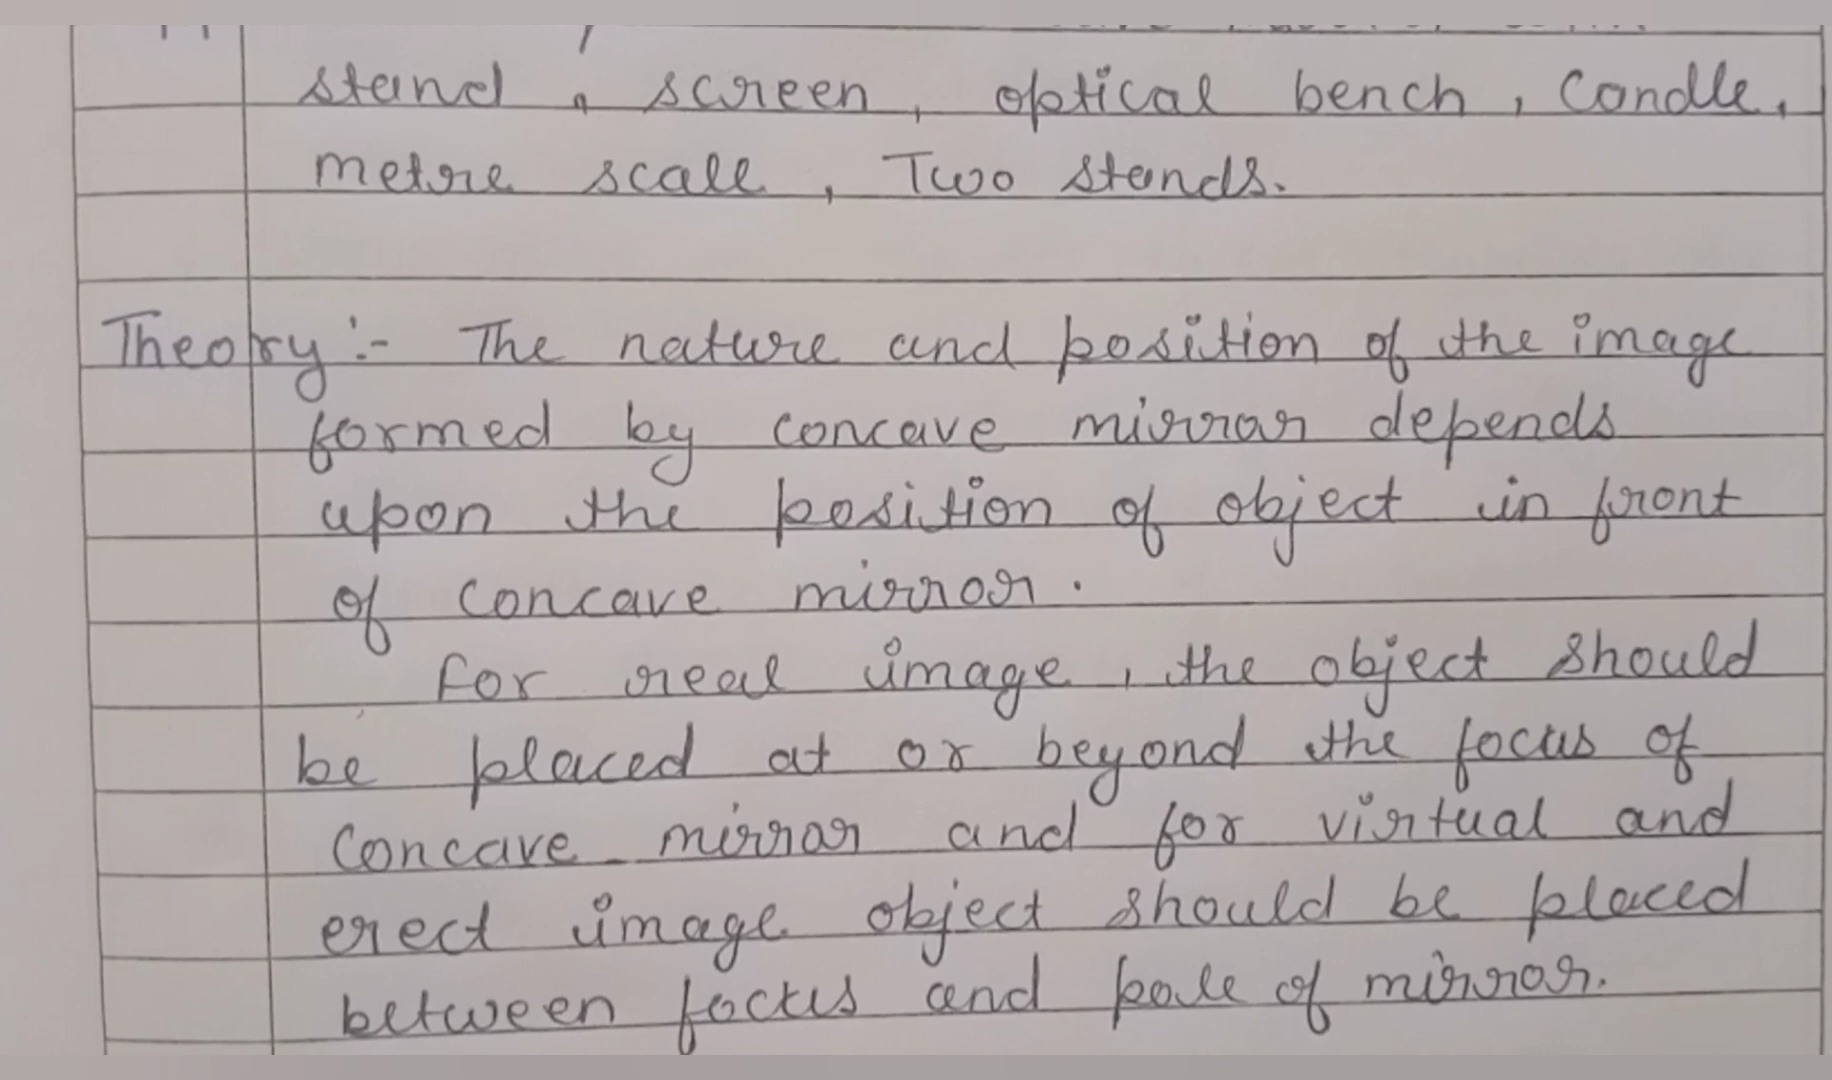 stand, screen, optical bench, Candle,
metre scale, Two stands.
Theory :- The nature and position of the image
formed by concave mirror depends
upon the position of object in front
of concave mirror.
For real image, the object should
be placed at or beyond the focus of
Concave mirror and for virtual and
erect image object should be placed
between focus and pole of mirror.